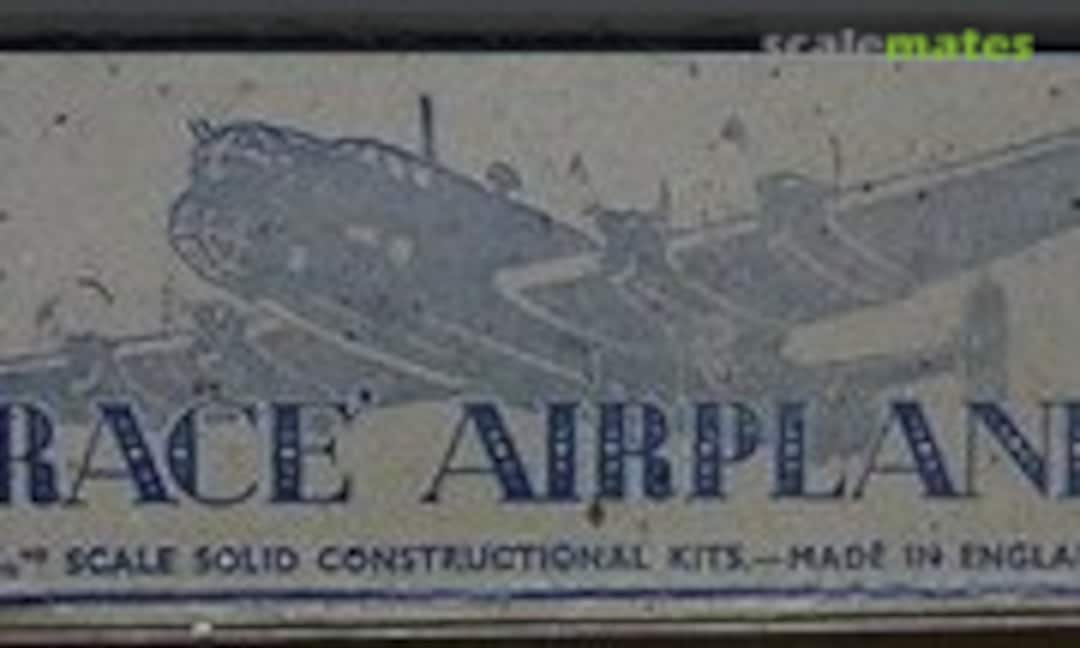 scalemates
RACE' AIRPLAN
SCALE SOLID CONSTRUCTIONAL KITS.—MADE IN ENGLA